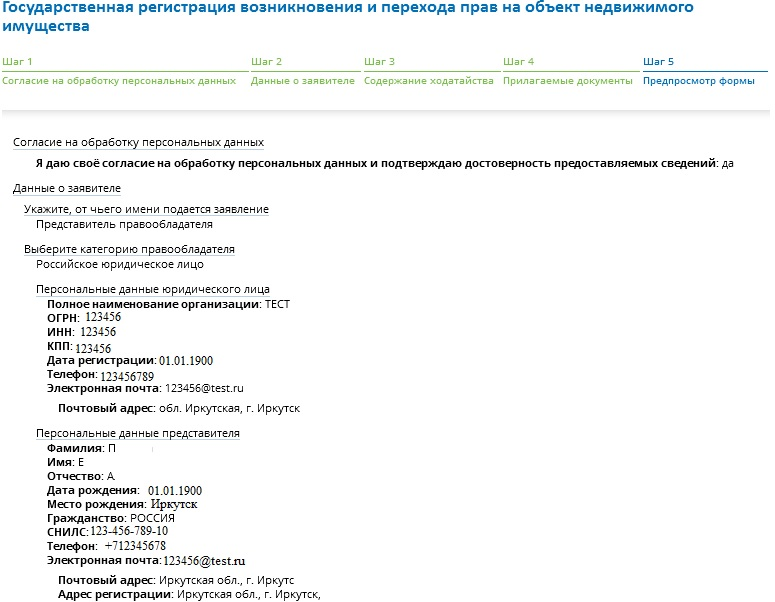 Государственная регистрация возникновения и перехода прав на объект недвижимого
имущества
Шаг 1 Шаг 2 Шаг 3 Шаг 4 Шаг 5
Согласие на обработку персональных данных Данные о заявителе Содержание ходатайства Прилагаемые документы Предпросмотр формы
Согласие на обработку персональных данных
Я даю своё согласие на обработку персональных данных и подтверждаю достоверность предоставляемых сведений: да
Данные о заявителе
Укажите, от чьего имени подается заявление
Представитель правообладателя
Выберите категорию правообладателя
Российское юридическое лицо
Персональные данные юридического лица
Полное наименование организации: ТЕСТ
ОГРН: 123456
ИНН: 123456
КПП: 123456
Дата регистрации: 01.01.1900
Телефон: 123456789
Электронная почта: 123456@test.ru
Почтовый адрес: обл. Иркутская, г. Иркутск
Персональные данные представителя
Фамилия: П
Имя: Е
Отчество: А
Дата рождения: 01.01.1900
Место рождения: Иркутск
Гражданство: РОССИЯ
СНИЛС: 123-456-789-10
Телефон: +712345678
Электронная почта: 123456@test.ru
Почтовый адрес: Иркутская обл., г. Иркутс
Адрес регистрации: Иркутская обл., г. Иркутск,